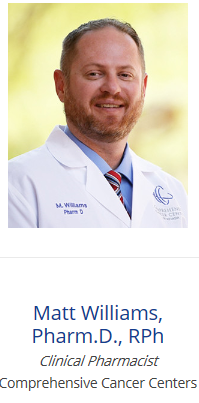 M. Williams
Pharm D
Matt Williams,
Pharm.D., RPh
Clinical Pharmacist
Comprehensive Cancer Centers